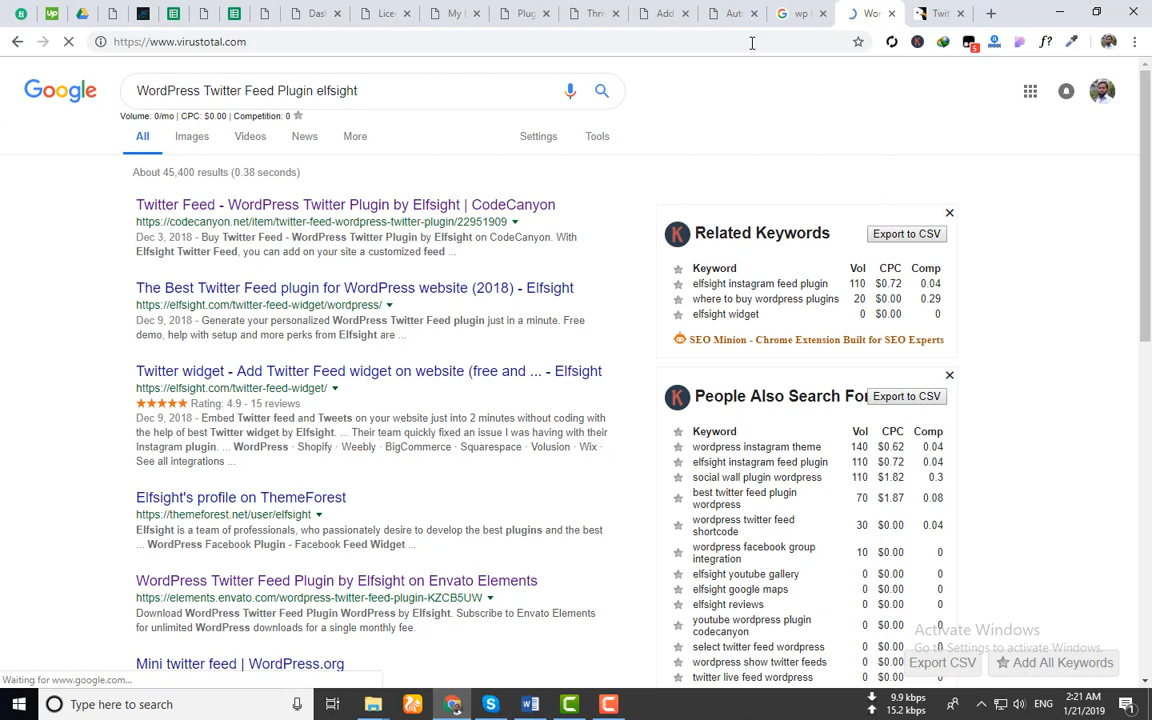 Das
Lice
My l
Plug
Thri
Add
Auto
wp l
Wor
Twit
https://www.virustotal.com
5
f?
Google
WordPress Twitter Feed Plugin elfsight
Volume: 0/mo | CPC: $0.00 | Competition: 0
All
Images
Videos
News
More
Settings
Tools
About 45,400 results (0.38 seconds)
Twitter Feed - WordPress Twitter Plugin by Elfsight | CodeCanyon
https://codecanyon.net/item/twitter-feed-wordpress-twitter-plugin/22951909
Dec 3, 2018 - Buy Twitter Feed - WordPress Twitter Plugin by Elfsight on CodeCanyon. With
Elfsight Twitter Feed, you can add on your site a customized feed ...
The Best Twitter Feed plugin for WordPress website (2018) - Elfsight
https://elfsight.com/twitter-feed-widget/wordpress/
Dec 9, 2018 - Generate your personalized WordPress Twitter Feed plugin just in a minute. Free
demo, help with setup and more perks from Elfsight are ...
Twitter widget - Add Twitter Feed widget on website (free and ... - Elfsight
https://elfsight.com/twitter-feed-widget/
Rating: 4.9 - 15 reviews
Dec 9, 2018 - Embed Twitter feed and Tweets on your website just into 2 minutes without coding with
the help of best Twitter widget by Elfsight. ... Their team quickly fixed an issue I was having with their
Instagram plugin. ... WordPress · Shopify · Weebly · BigCommerce · Squarespace · Volusion · Wix ·
See all integrations ...
Elfsight's profile on ThemeForest
https://themeforest.net/user/elfsight
Elfsight is a team of professionals, who passionately desire to develop the best plugins and the best
... WordPress Facebook Plugin - Facebook Feed Widget ...
WordPress Twitter Feed Plugin by Elfsight on Envato Elements
https://elements.envato.com/wordpress-twitter-feed-plugin-KZCB5UW
Download WordPress Twitter Feed Plugin WordPress by Elfsight. Subscribe to Envato Elements
for unlimited WordPress downloads for a single monthly fee.
Mini twitter feed | WordPress.org
Waiting for www.google.com...
K Related Keywords
Export to CSV
Keyword Vol CPC Comp
elfsight instagram feed plugin 110 $0.72 0.04
where to buy wordpress plugins 20 $0.00 0.29
elfsight widget 0 $0.00 0
SEO Minion - Chrome Extension Built for SEO Experts
K People Also Search For
Export to CSV
Keyword Vol CPC Comp
wordpress instagram theme 140 $0.63 0.04
elfsight instagram feed plugin 110 $0.72 0.04
social wall plugin wordpress 110 $1.82 0.3
best twitter feed plugin
wordpress 70 $1.87 0.08
wordpress twitter feed
shortcode 30 $0.00 0.04
wordpress facebook group
integration 10 $0.00 0
elfsight youtube gallery 0 $0.00 0
elfsight google maps 0 $0.00 0
elfsight reviews 0 $0.00 0
youtube wordpress plugin
codecanyon 0 $0.00 0
select twitter feed wordpress 0 $0.00 0
wordpress show twitter feeds 0
twitter live feed wordpress 0
Activate Windows
Go to Settings to activate Windows.
Export CSV
Add All Keywords
Type here to search
9.9 kbps
15.2 kbps
ENG
2:21 AM
1/21/2019
1